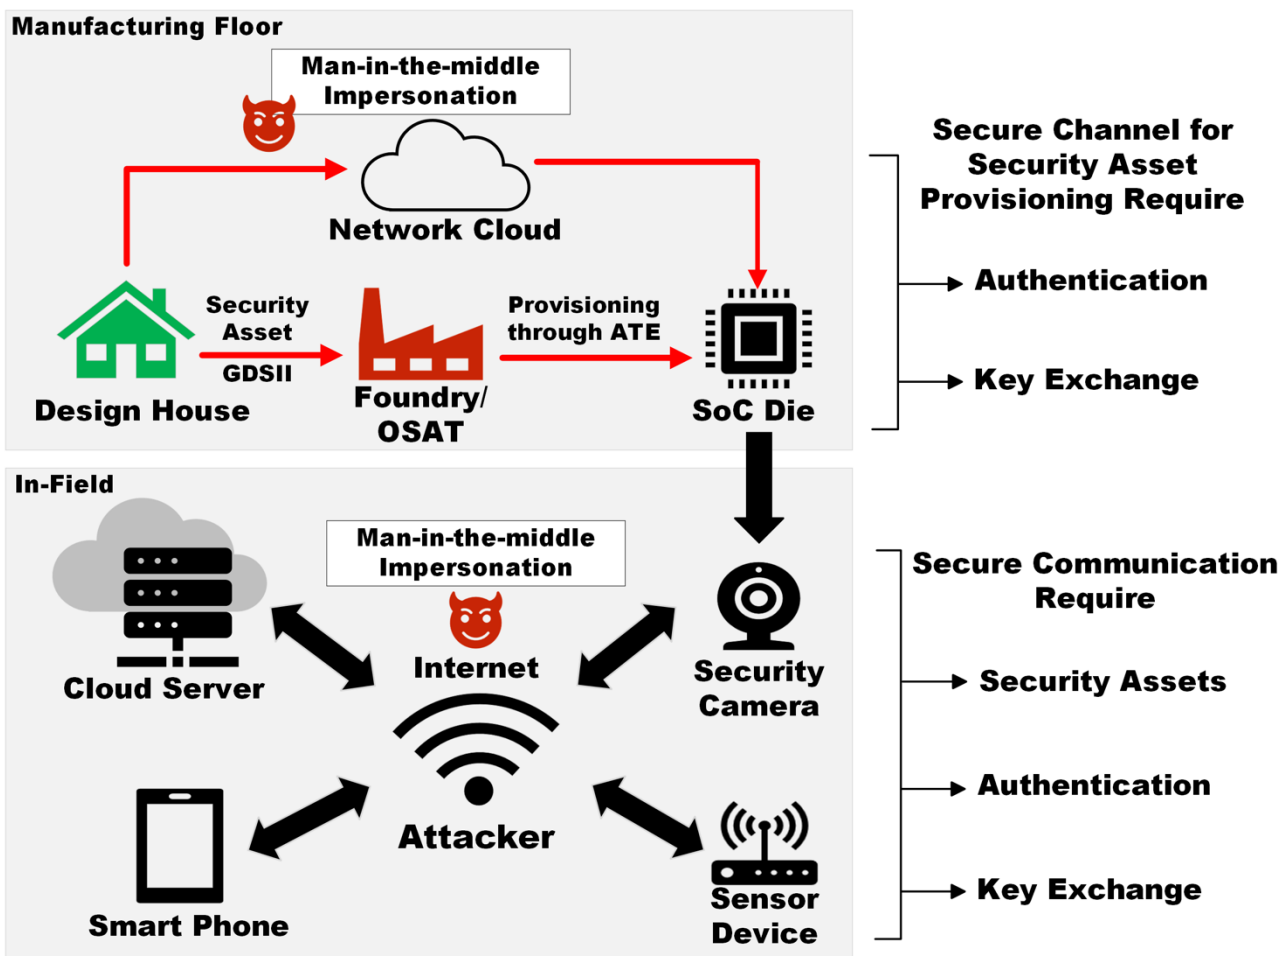 Manufacturing Floor
Man-in-the-middle
Impersonation
Network Cloud
Security
Asset
GDSII
Provisioning
through ATE
Design House
Foundry/
OSAT
SoC Die
Secure Channel for
Security Asset
Provisioning Require
Authentication
Key Exchange
In-Field
Man-in-the-middle
Impersonation
Internet
Cloud Server
Security
Camera
Attacker
Smart Phone
Sensor
Device
Secure Communication
Require
Security Assets
Authentication
Key Exchange